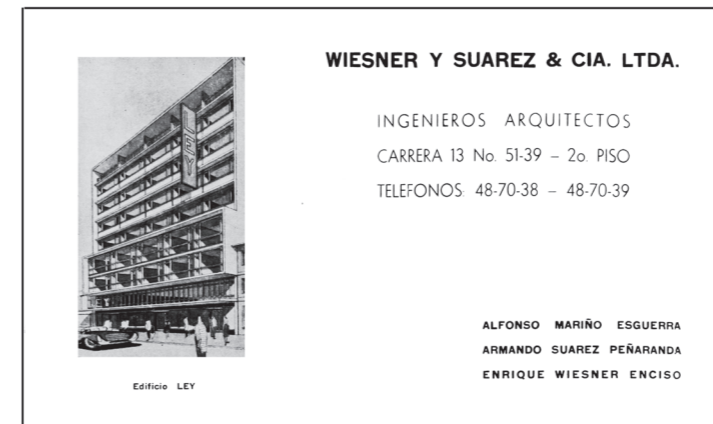 WIESNER Y SUAREZ & CIA. LTDA.
INGENIEROS ARQUITECTOS
CARRERA 13 No. 51-39 – 2o. PISO
TELEFONOS: 48-70-38 – 48-70-39
LEY
ALFONSO MARIÑO ESGUERRA
ARMANDO SUAREZ PEÑARANDA
ENRIQUE WIESNER ENCISO
Edificio LEY